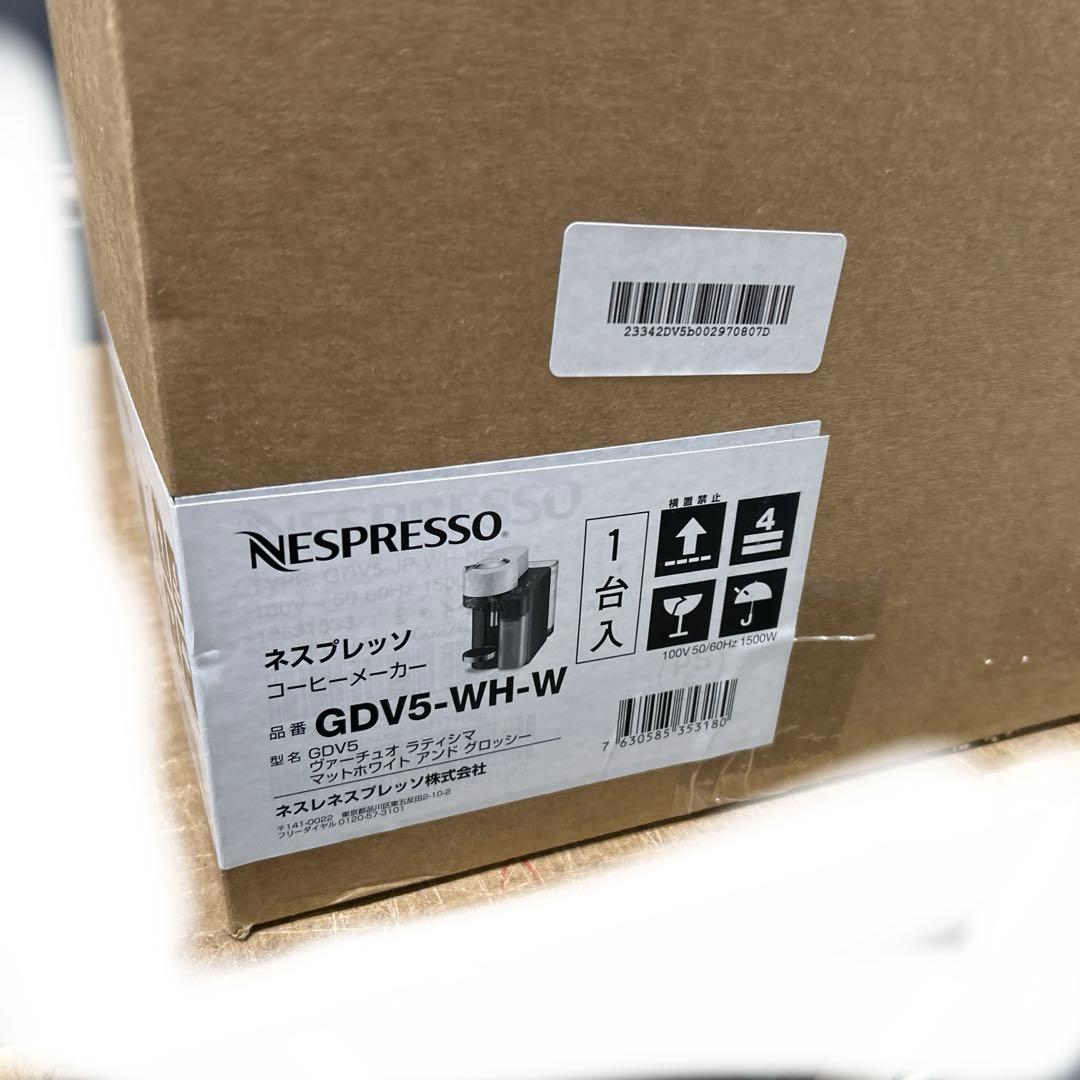 23342DV5b002970807D
NESPRESSO®
ネスプレッソ
コーヒーメーカー
品番 GDV5-WH-W
型名 GDV5
ヴァーチュオ ラティシマ
マットホワイト アンド グロッシー
ネスレネスプレッソ株式会社
〒141-0022 東京都品川区東五反田2-10-2
フリーダイヤル 0120-57-3101
1台入
横置禁止
4
100V 50/60Hz 1500W
7 630585 353180